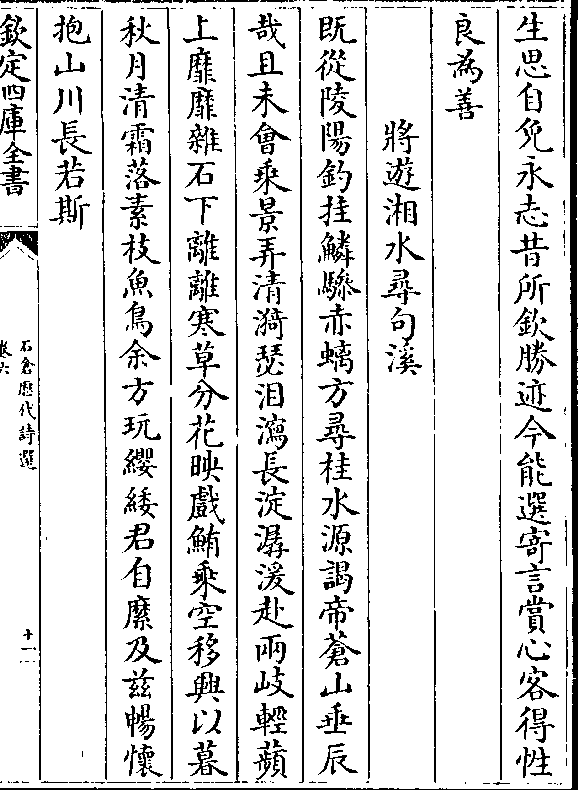 生思自免永志昔所欽勝迹今能選寄言賞心客得性
良為善
將遊湘水尋句溪
既從陵陽釣挂鱗驂赤螭方尋桂水源謁帝蒼山垂辰
哉且未會乘景弄清漪瑟汨瀉長淀潺湲赴兩岐輕蘋
上靡靡雜石下離離寒草分花映戲鮪乗空移興以暮
秋月清霜落素枝魚鳥余方玩纓緌君自縻及兹暢懷
抱山川長若斯
欽定四庫全書
石倉歷代詩選
卷六
十一